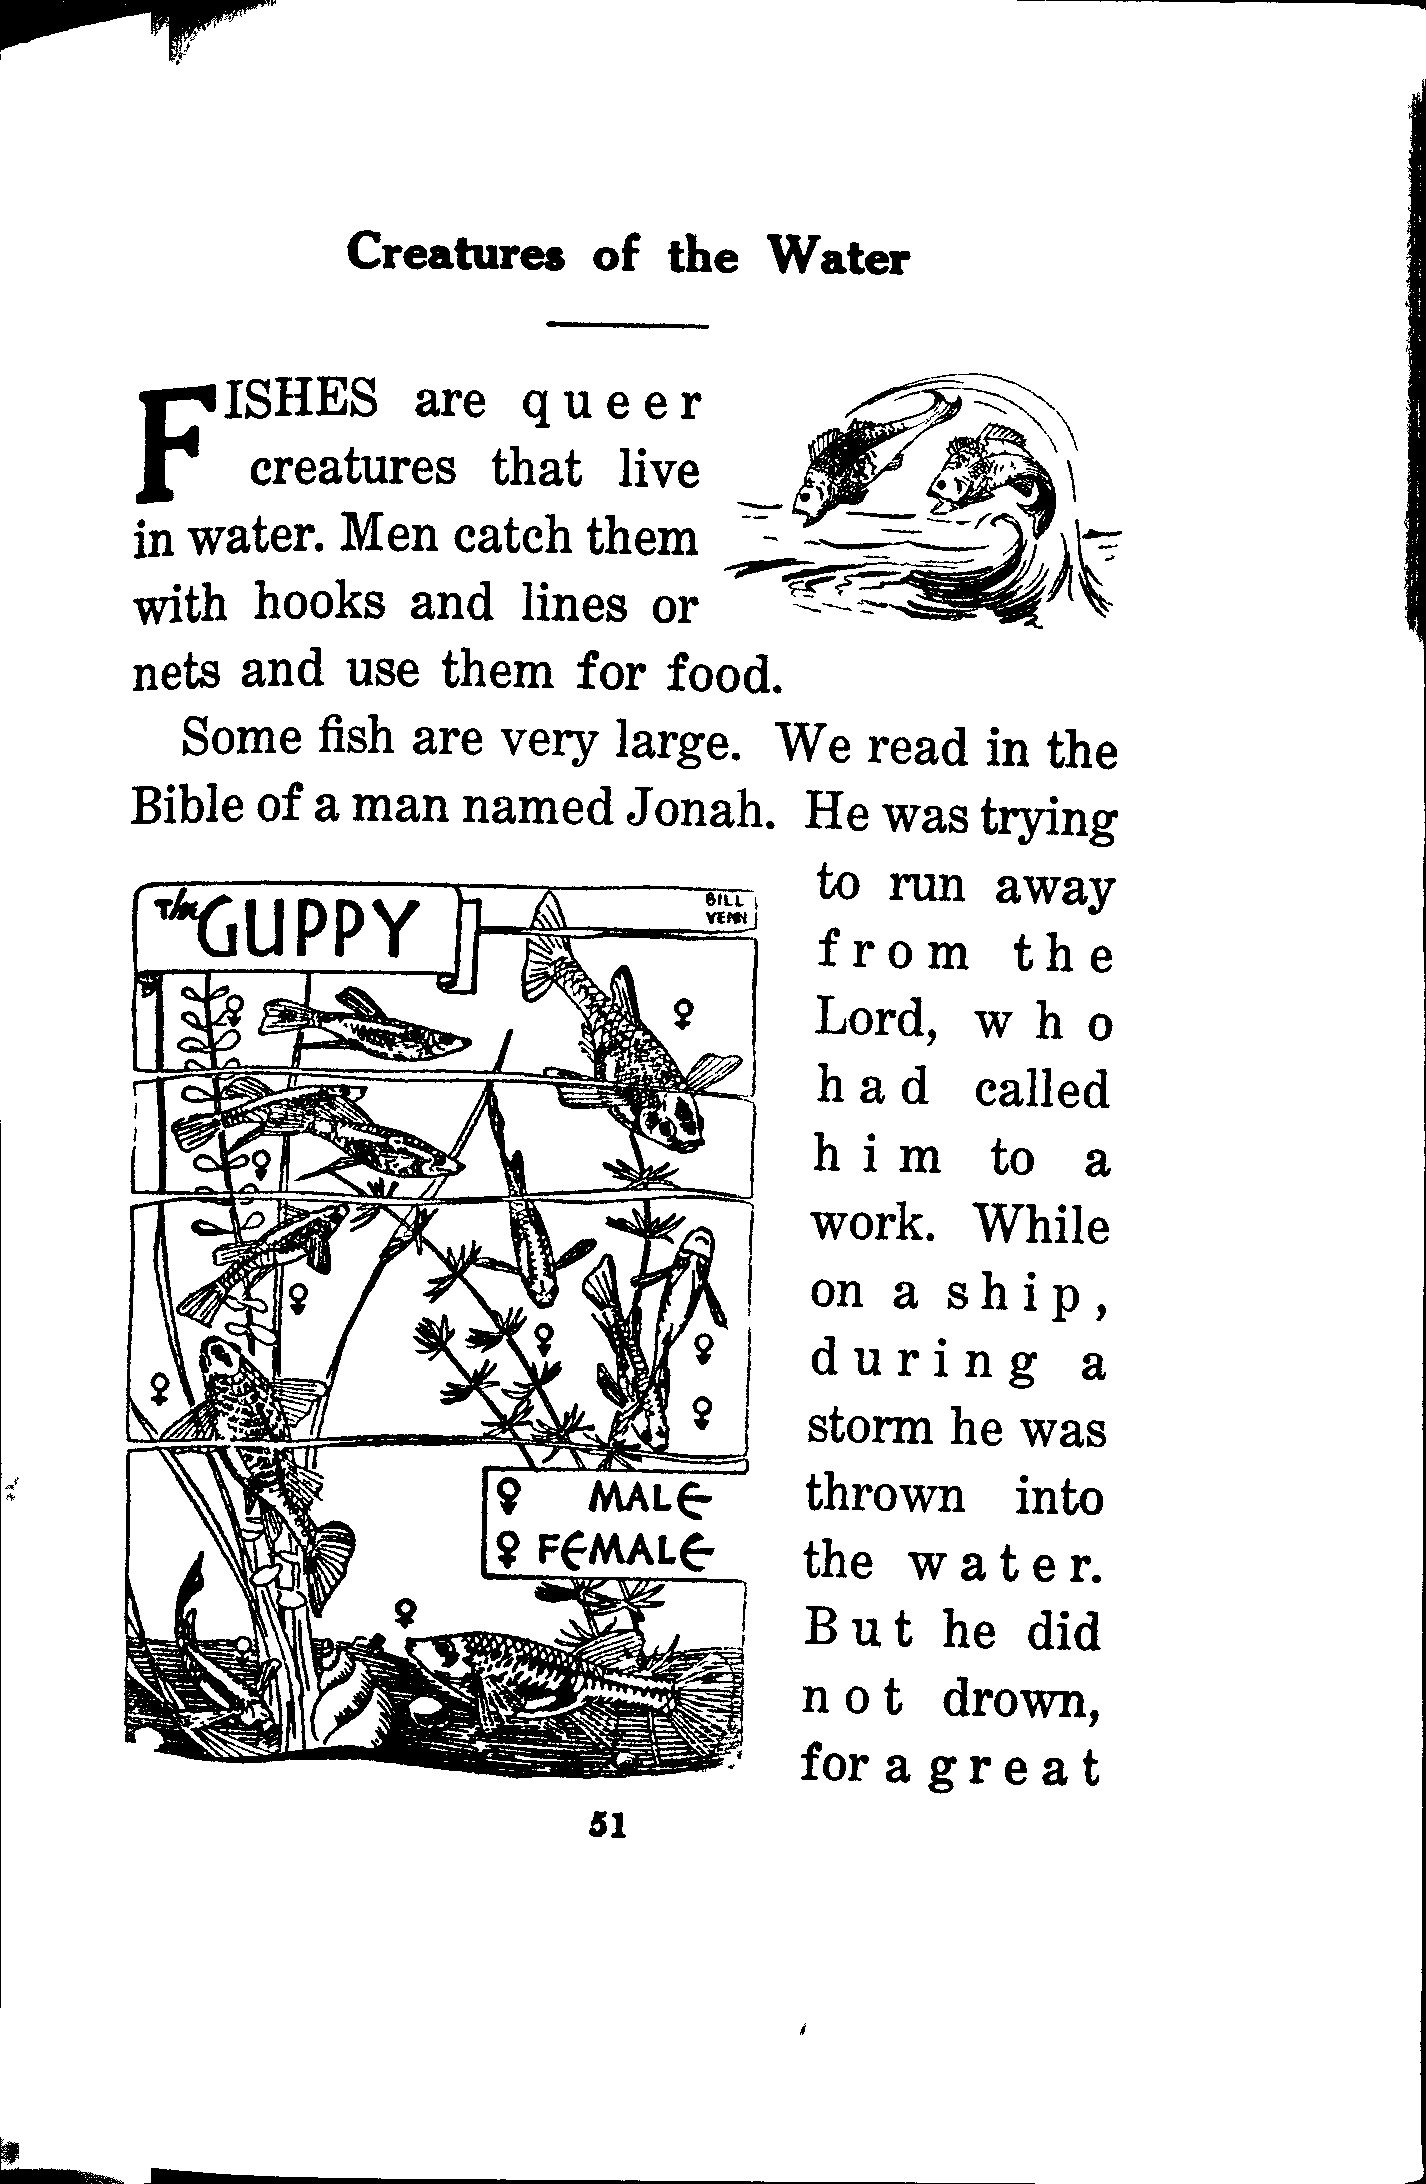 Creatures of the Water
FISHES are queer
creatures that live
in water. Men catch them
with hooks and lines or
nets and use them for food.
Some fish are very large. We read in the
Bible of a man named Jonah. He was trying
to run away
from the
Lord, who
had called
him to a
work. While
on a ship,
during a
storm he was
thrown into
the water.
But he did
not drown,
for a great
The GUPPY
BILL
VENN
♂ MALE
♀ FEMALE
51